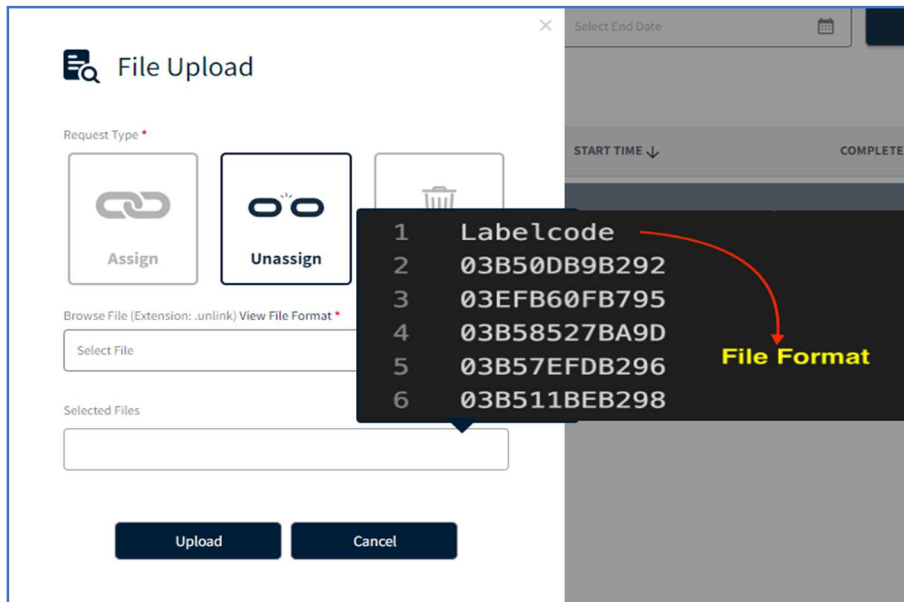 Select End Date
File Upload
Request Type *
START TIME
COMPLETE
Assign
Unassign
1 Labelcode
2 03B50DB9B292
3 03EFB60FB795
4 03B58527BA9D
5 03B57EFDB296
6 03B511BEB298
File Format
Browse File (Extension: .unlink) View File Format *
Select File
Selected Files
Upload
Cancel